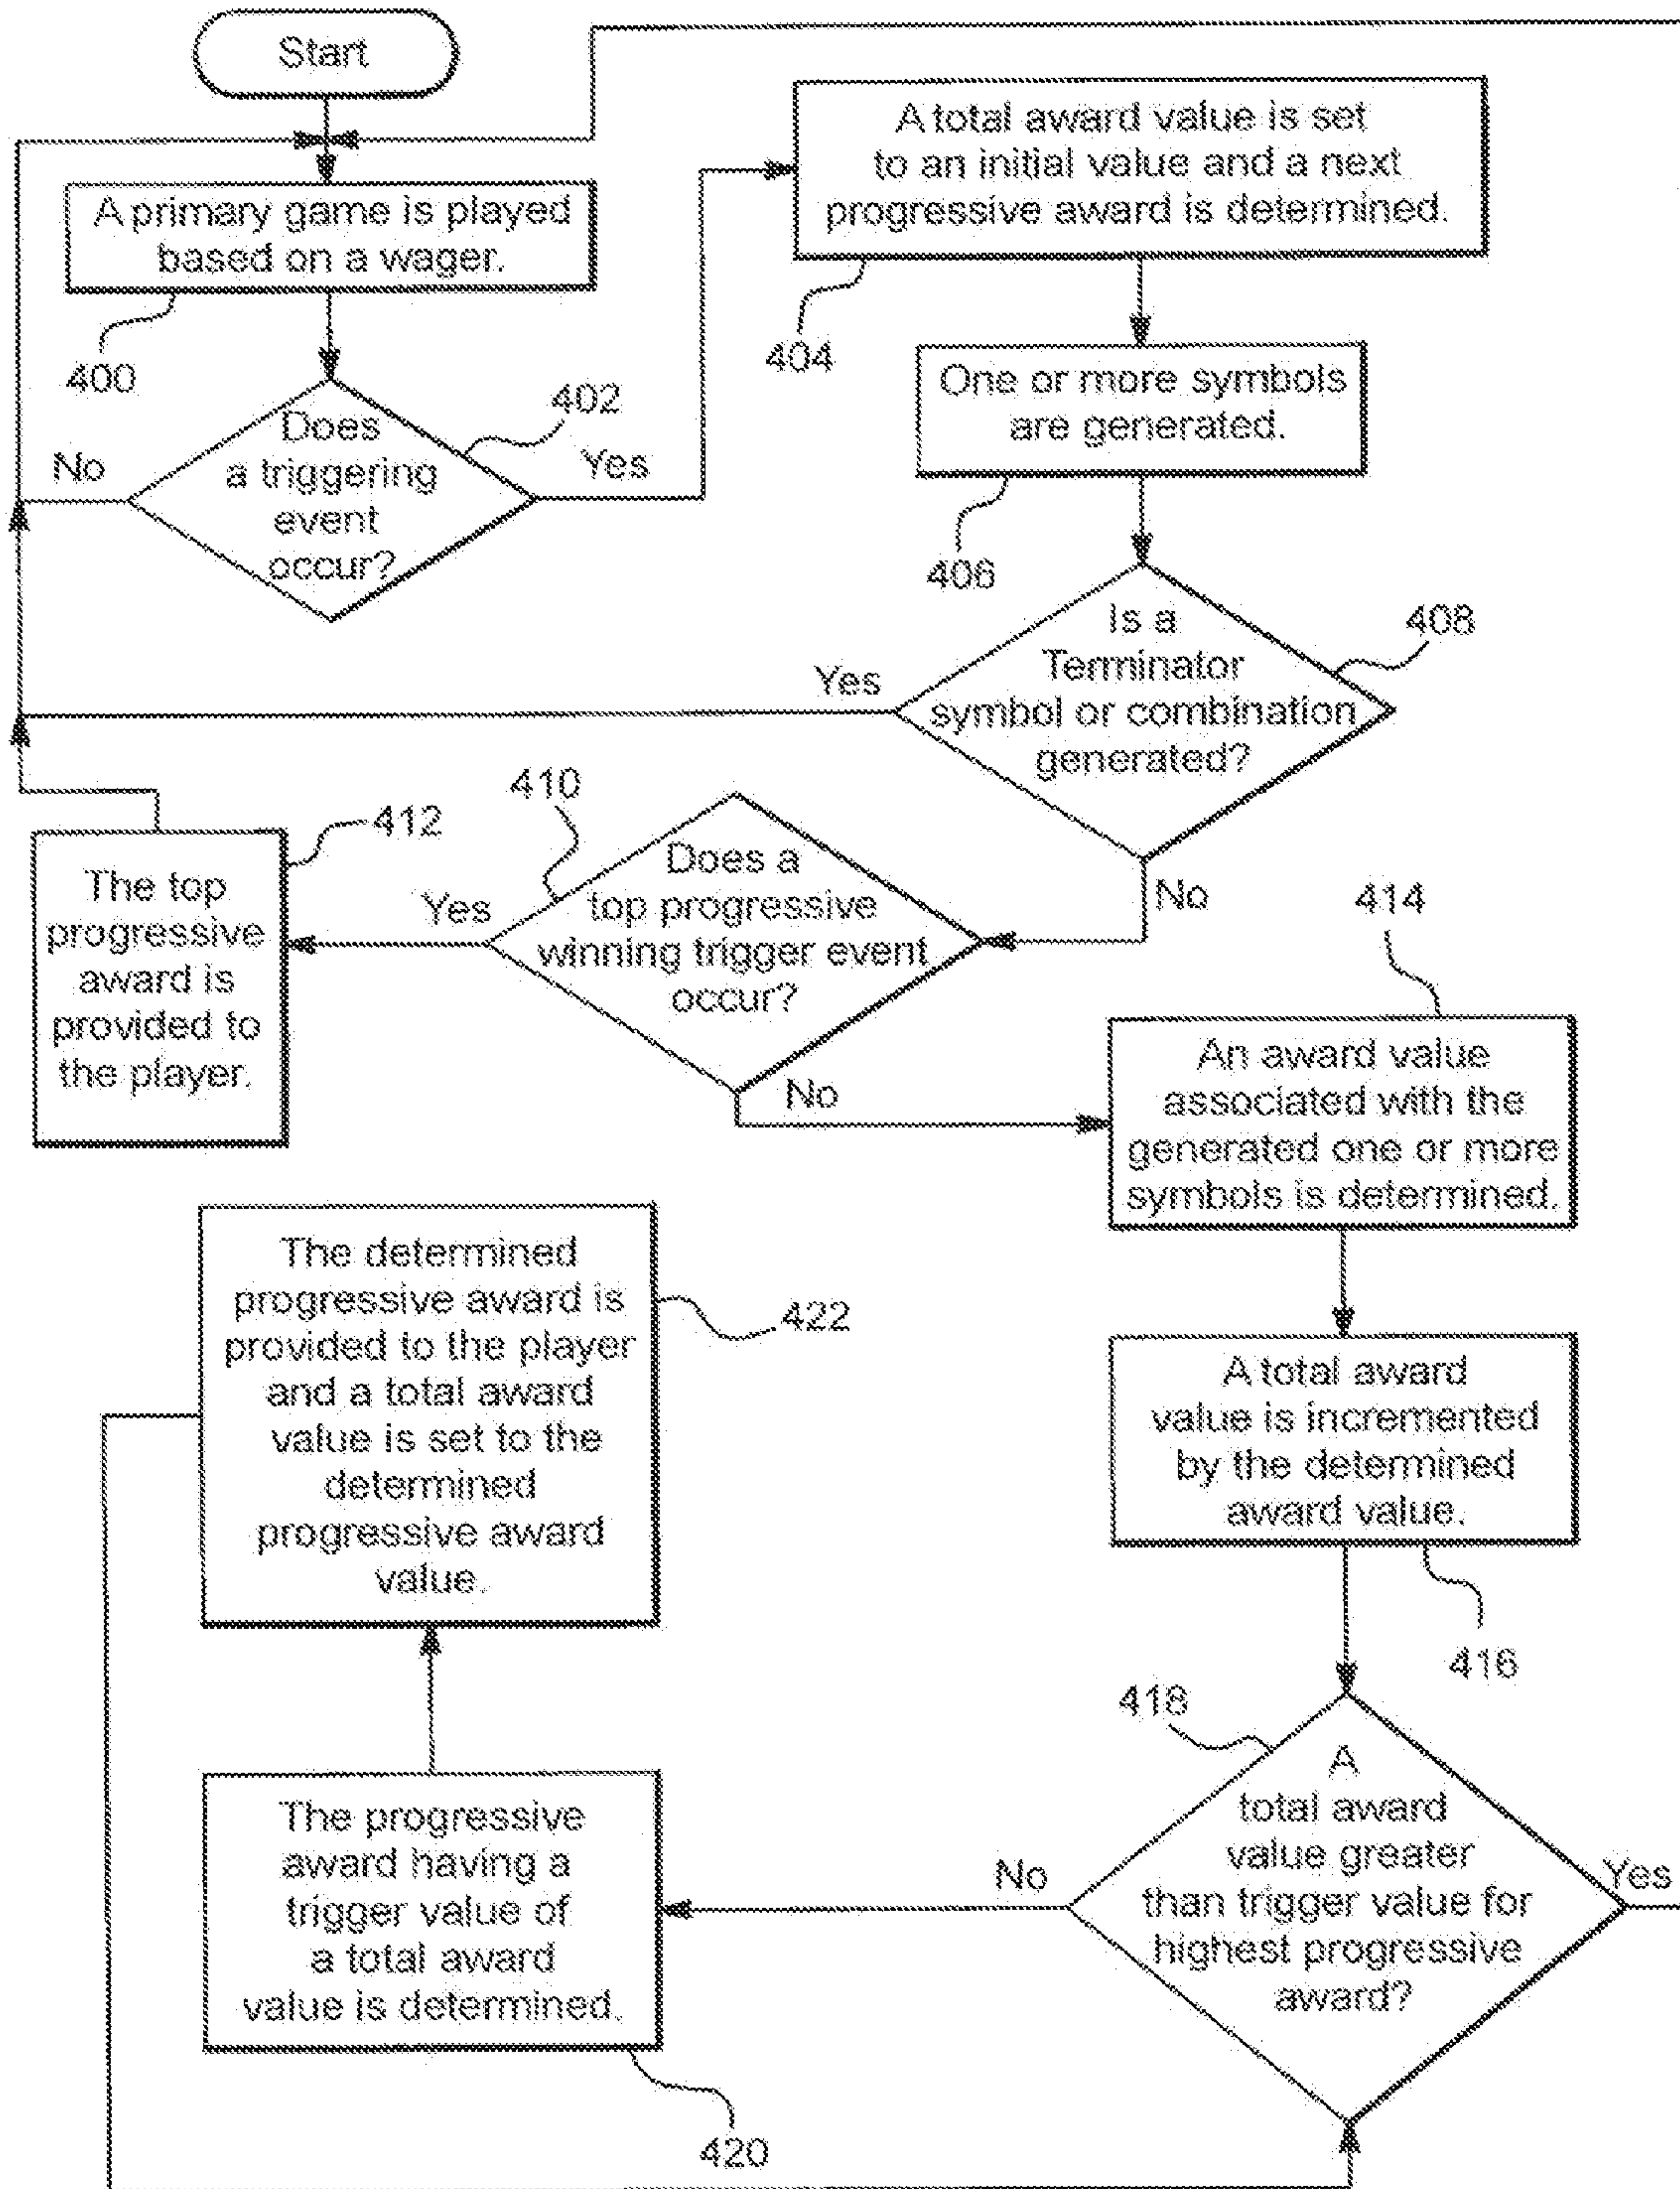 Start
A primary game is played
based on a wager.
400
Does
a triggering
event
occur?
402
No
Yes
A total award value is set
to an initial value and a next
progressive award is determined.
404
One or more symbols
are generated.
406
Is a
Terminator
symbol or combination
generated?
408
Yes
No
410
Does a
top progressive
winning trigger event
occur?
Yes
No
412
The top
progressive
award is
provided to
the player.
414
An award value
associated with the
generated one or more
symbols is determined.
A total award
value is incremented
by the determined
award value.
416
418
A
total award
value greater
than trigger value for
highest progressive
award?
No
Yes
The progressive
award having a
trigger value of
a total award
value is determined.
420
The determined
progressive award is
provided to the player
and a total award
value is set to the
determined
progressive award
value.
422